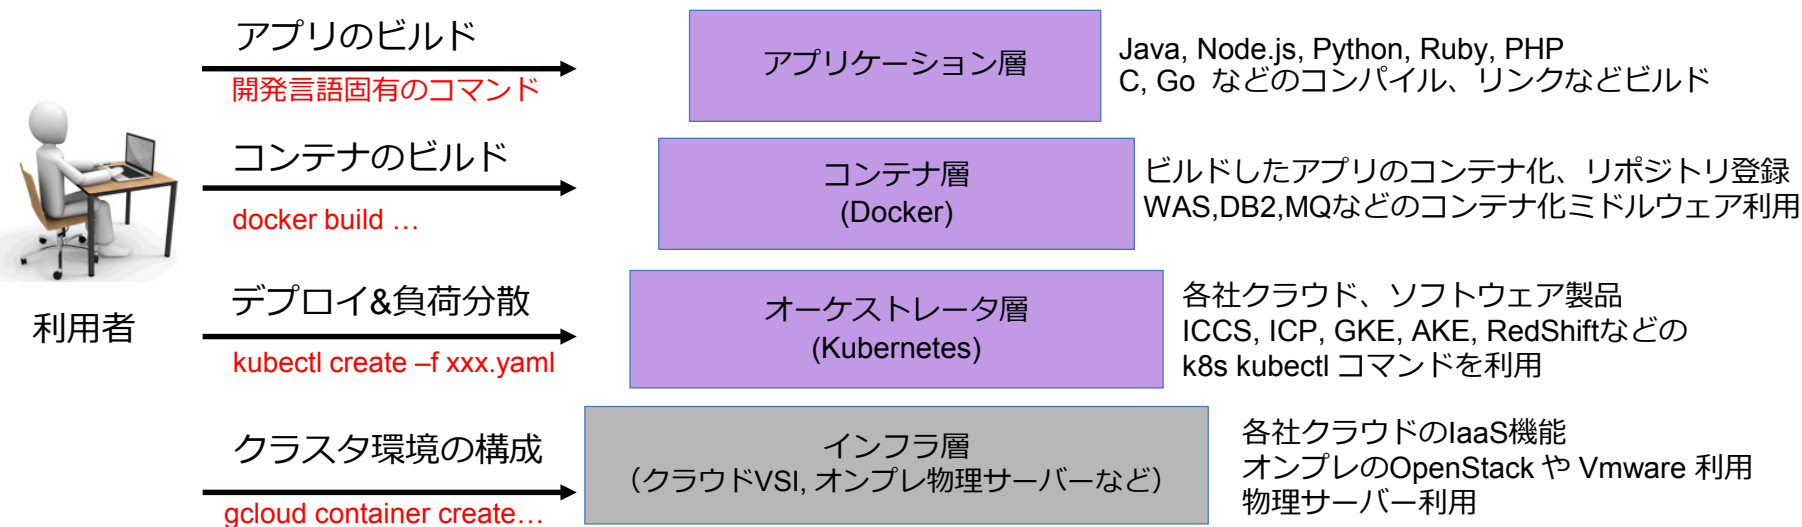 アプリのビルド
開発言語固有のコマンド
アプリケーション層
Java, Node.js, Python, Ruby, PHP
C, Go などのコンパイル、リンクなどビルド
コンテナのビルド
docker build …
コンテナ層
(Docker)
ビルドしたアプリのコンテナ化、リポジトリ登録
WAS,DB2,MQなどのコンテナ化ミドルウェア利用
利用者
デプロイ&負荷分散
kubectl create –f xxx.yaml
オーケストレータ層
(Kubernetes)
各社クラウド、ソフトウェア製品
ICCS, ICP, GKE, AKE, RedShiftなどの
k8s kubectl コマンドを利用
クラスタ環境の構成
gcloud container create…
インフラ層
（クラウドVSI, オンプレ物理サーバーなど）
各社クラウドのIaaS機能
オンプレのOpenStack や Vmware 利用
物理サーバー利用